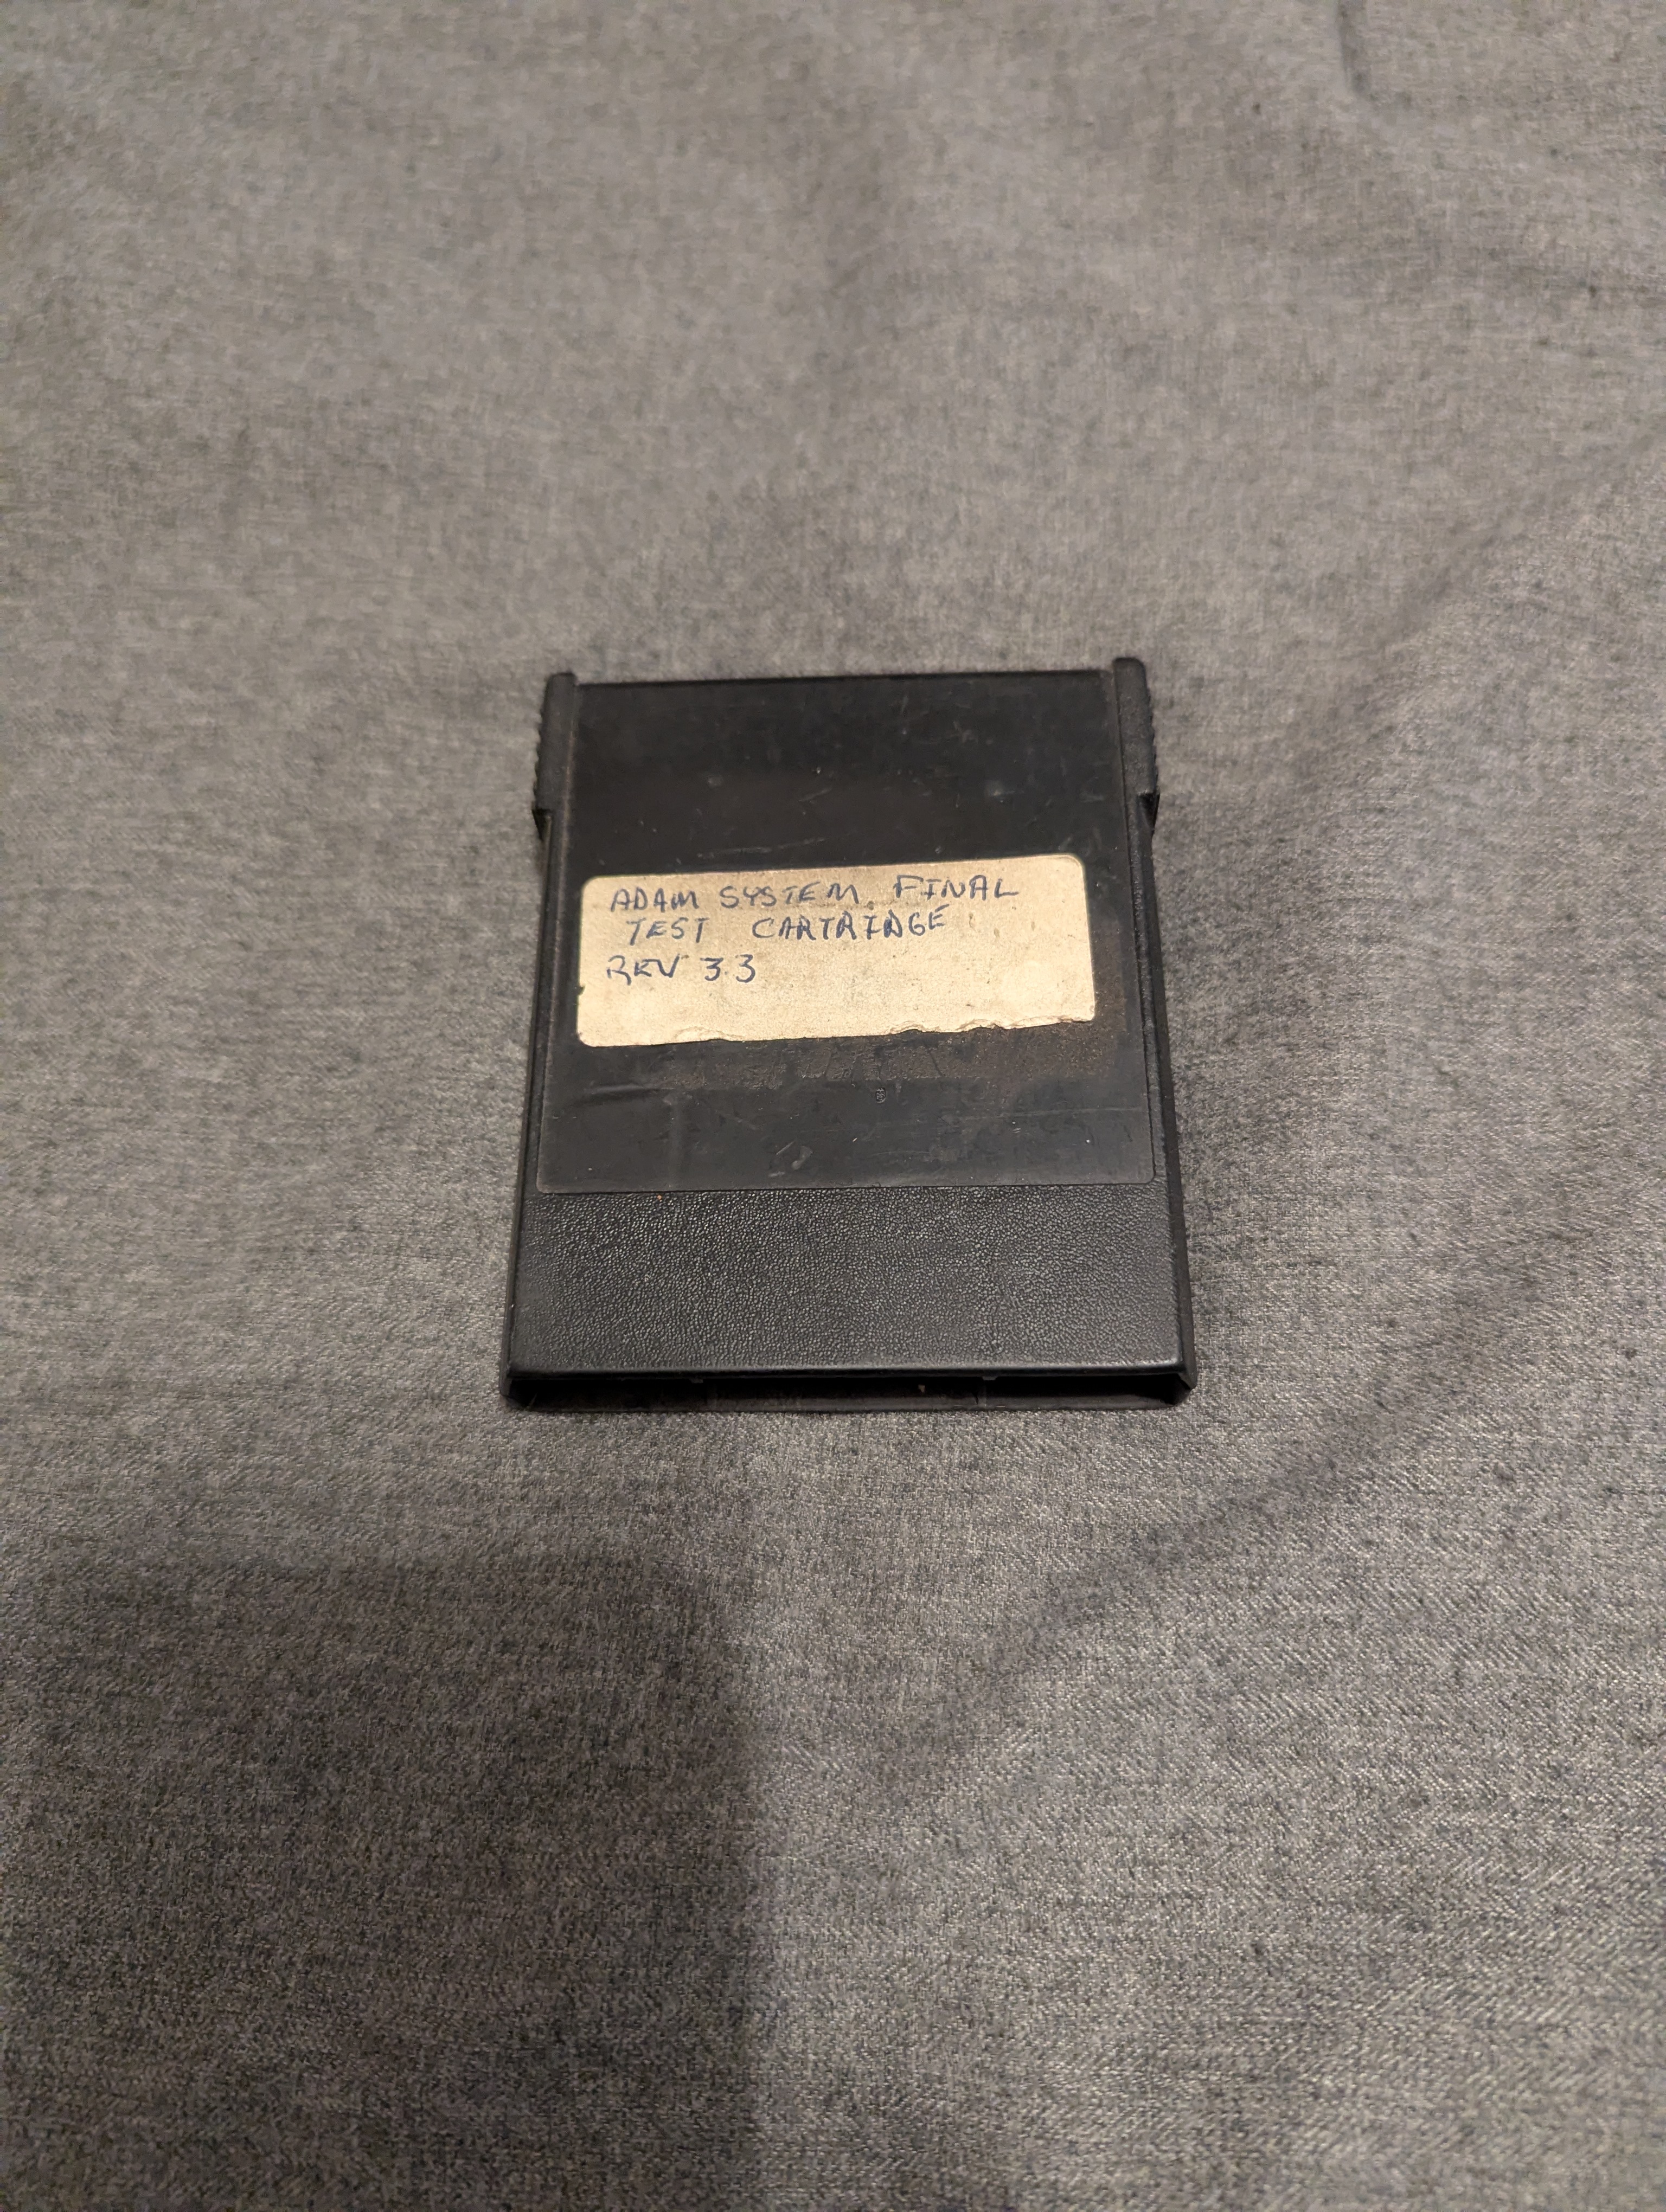 ADAM SYSTEM FINAL
TEST CARTRIDGE
REV 3.3